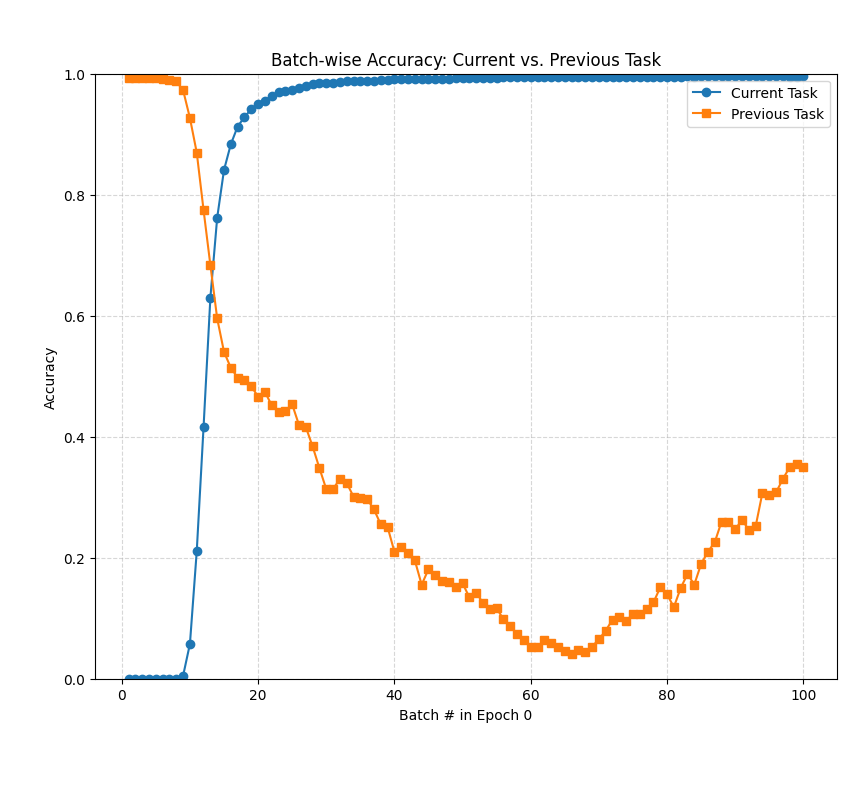 Batch-wise Accuracy: Current vs. Previous Task
Current Task
Previous Task
1.0
0.8
0.6
0.4
0.2
0.0
Accuracy
0 20 40 60 80 100
Batch # in Epoch 0